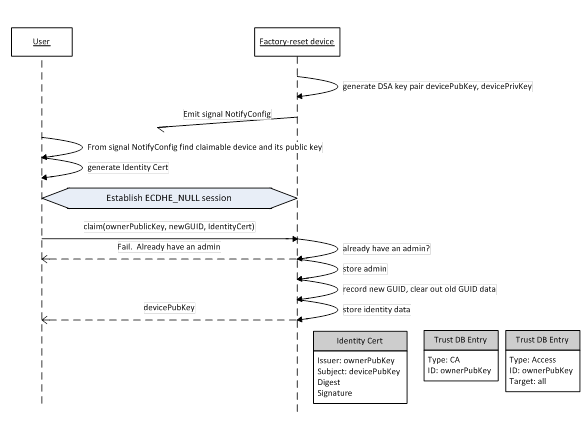 User
Factory-reset device
generate DSA key pair devicePubKey, devicePrivKey
Emit signal NotifyConfig
From signal NotifyConfig find claimable device and its public key
generate Identity Cert
Establish ECDHE_NULL session
claim(ownerPublicKey, newGUID, IdentityCert)
Fail.  Already have an admin
already have an admin?
store admin
record new GUID, clear out old GUID data
devicePubKey
store identity data
Identity Cert
Issuer: ownerPubKey
Subject: devicePubKey
Digest
Signature
Trust DB Entry
Type: CA
ID: ownerPubKey
Trust DB Entry
Type: Access
ID: ownerPubKey
Target: all